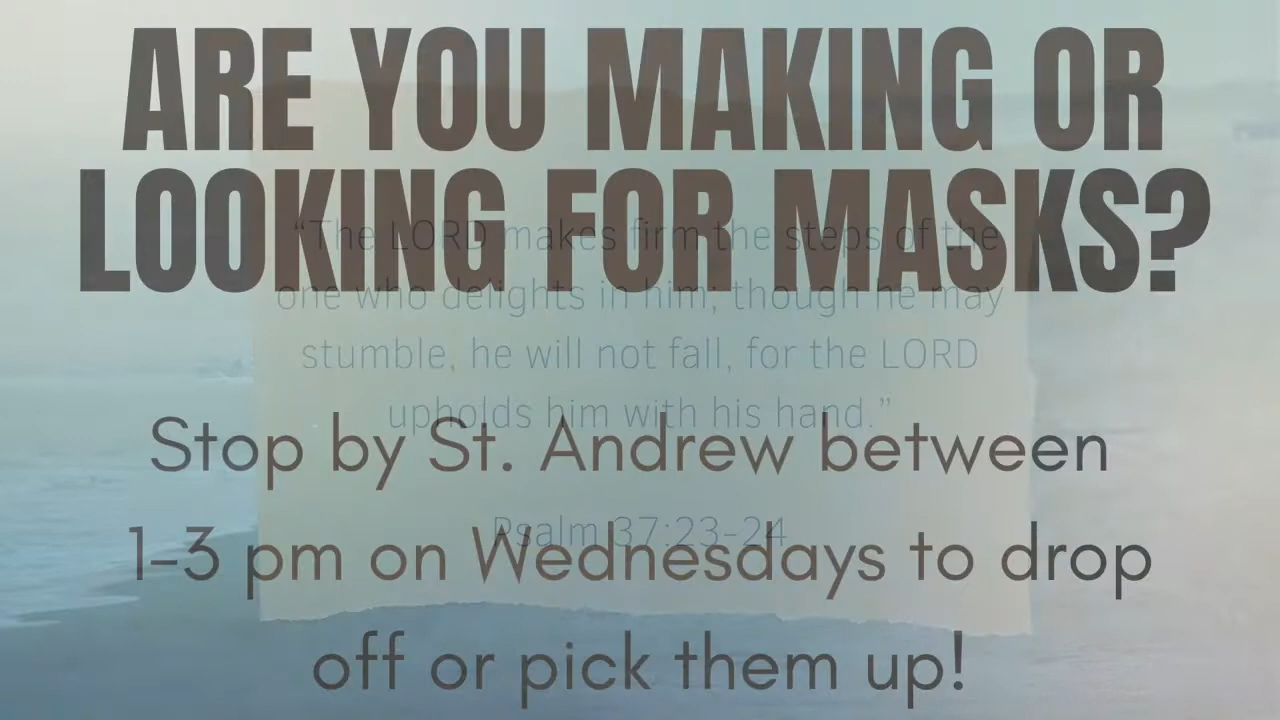 ARE YOU MAKING OR
LOOKING FOR MASKS?
“The LORD makes firm the steps of the
one who delights in him; though he may
stumble, he will not fall, for the LORD
upholds him with his hand.”
Stop by St. Andrew between
Psalm 37:23-24
1-3 pm on Wednesdays to drop
off or pick them up!